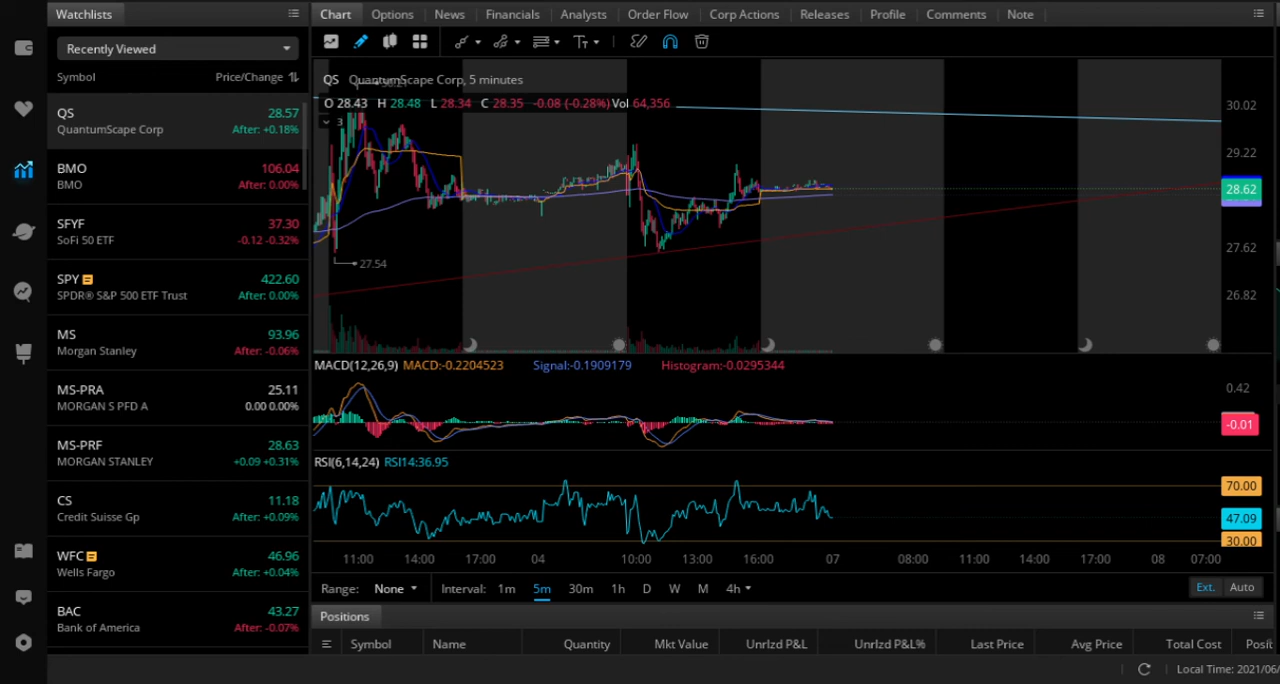 Watchlists
Recently Viewed
Symbol Price/Change
QS 28.57
QuantumScape Corp After: +0.18%
BMO 106.04
BMO After: 0.00%
SFYF 37.30
SoFi 50 ETF -0.12 -0.32%
SPY 422.60
SPDR® S&P 500 ETF Trust After: 0.00%
MS 93.96
Morgan Stanley After: -0.06%
MS-PRA 25.11
MORGAN S PFD A 0.00 0.00%
MS-PRF 28.63
MORGAN STANLEY +0.09 +0.31%
CS 11.18
Credit Suisse Gp After: +0.09%
WFC 46.96
Wells Fargo After: +0.04%
BAC 43.27
Bank of America After: -0.07%
Chart Options News Financials Analysts Order Flow Corp Actions Releases Profile Comments Note
QS QuantumScape Corp, 5 minutes
O 28.43 H 28.48 L 28.34 C 28.35 -0.08 (-0.28%) Vol 64,356
3
30.02
29.22
28.62
27.62
26.82
27.54
MACD(12,26,9) MACD:-0.2204523 Signal:-0.1909179 Histogram:-0.0295344
0.42
-0.01
RSI(6,14,24) RSI14:36.95
70.00
47.09
30.00
11:00 14:00 17:00 04 10:00 13:00 16:00 07 08:00 11:00 14:00 17:00 08 07:00
Range: None Interval: 1m 5m 30m 1h D W M 4h Ext. Auto
Positions
Symbol Name Quantity Mkt Value Unrlzd P&L Unrlzd P&L% Last Price Avg Price Total Cost Posit
Local Time: 2021/06/